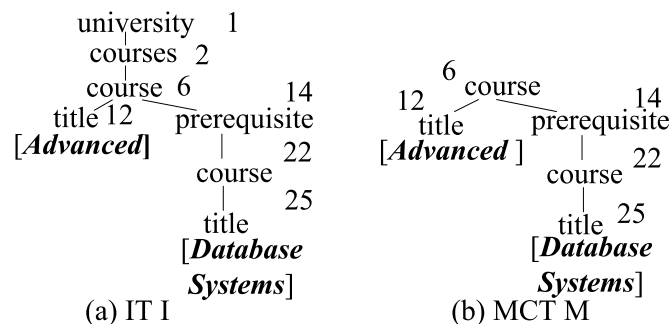 university 1
courses 2
course 6
title 12
prerequisite 14
[Advanced]
course 22
title 25
[Database
Systems]
(a) IT I
6 course
12 title
prerequisite 14
[Advanced ]
course 22
title 25
[Database
Systems]
(b) MCT M